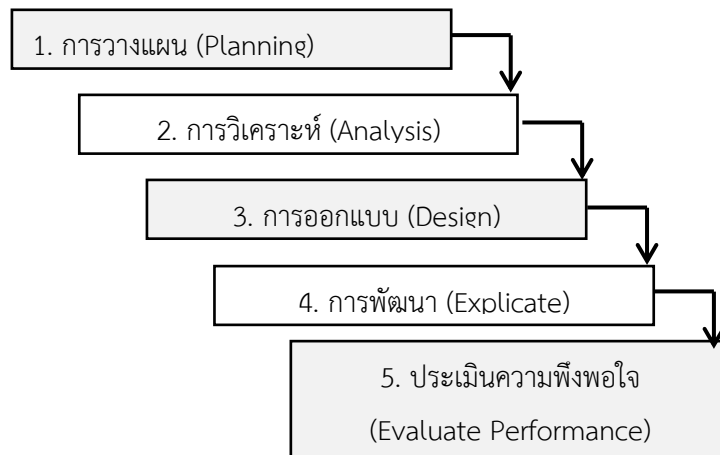 1. การวางแผน (Planning)
2. การวิเคราะห์ (Analysis)
3. การออกแบบ (Design)
4. การพัฒนา (Explicate)
5. ประเมินความพึงพอใจ
(Evaluate Performance)